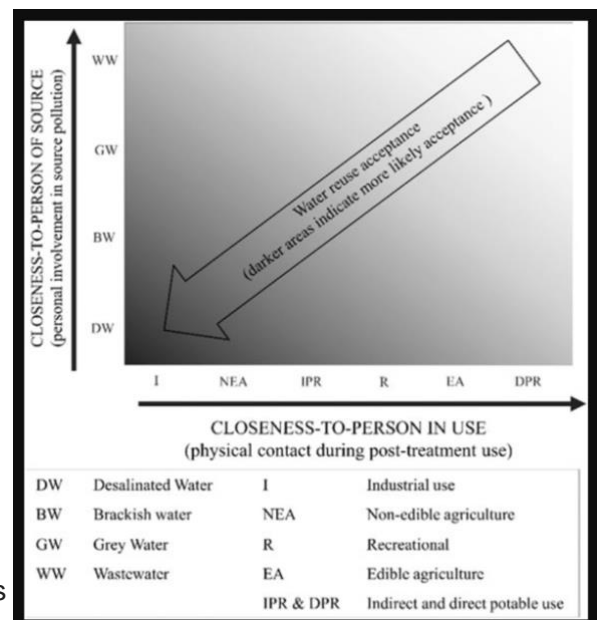 CLOSENESS-TO-PERSON OF SOURCE
(personal involvement in source pollution)
WW
GW
BW
DW
Water reuse acceptance
(darker areas indicate more likely acceptance )
I NEA IPR R EA DPR
CLOSENESS-TO-PERSON IN USE
(physical contact during post-treatment use)
DW Desalinated Water I Industrial use
BW Brackish water NEA Non-edible agriculture
GW Grey Water R Recreational
WW Wastewater EA Edible agriculture
s
IPR & DPR Indirect and direct potable use